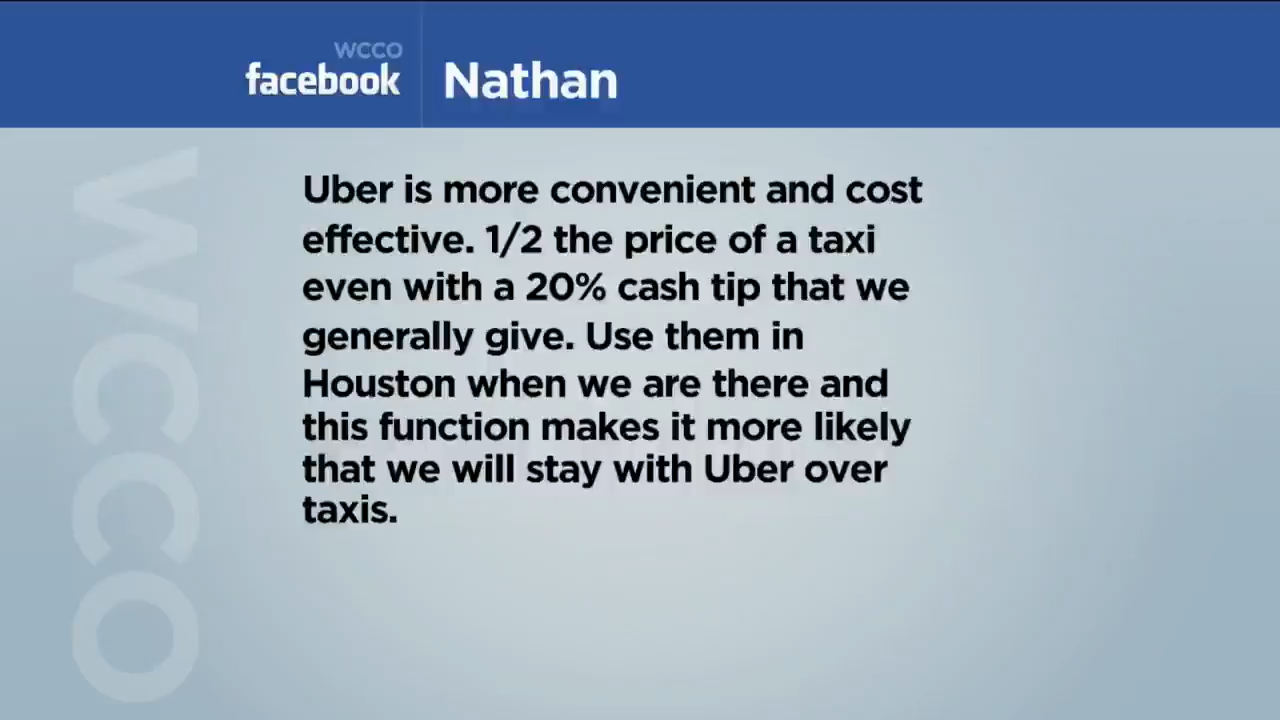 WCCO
facebook
Nathan
Uber is more convenient and cost
effective. 1/2 the price of a taxi
even with a 20% cash tip that we
generally give. Use them in
Houston when we are there and
this function makes it more likely
that we will stay with Uber over
taxis.
WCCO